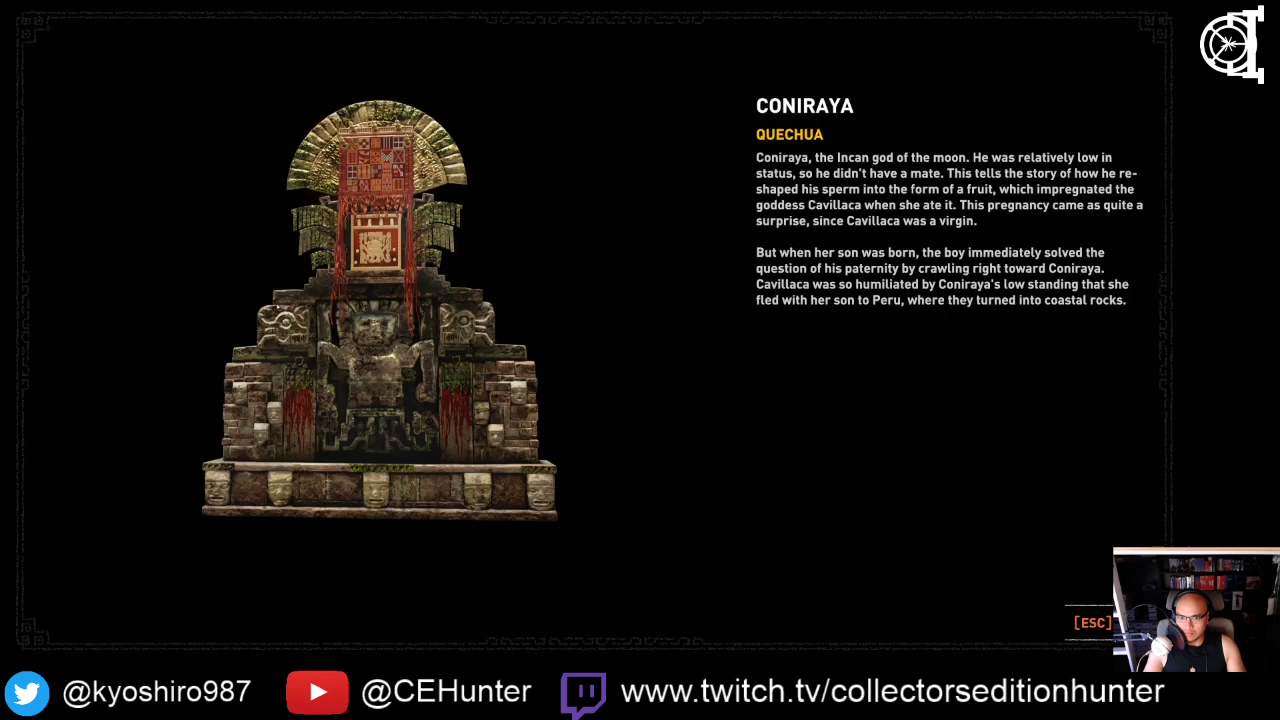 CONIRAYA
QUECHUA
Coniraya, the Incan god of the moon. He was relatively low in
status, so he didn't have a mate. This tells the story of how he re-
shaped his sperm into the form of a fruit, which impregnated the
goddess Cavillaca when she ate it. This pregnancy came as quite a
surprise, since Cavillaca was a virgin.
But when her son was born, the boy immediately solved the
question of his paternity by crawling right toward Coniraya.
Cavillaca was so humiliated by Coniraya's low standing that she
fled with her son to Peru, where they turned into coastal rocks.
[ESC]
@kyoshiro987 @CEHunter www.twitch.tv/collectorseditionhunter